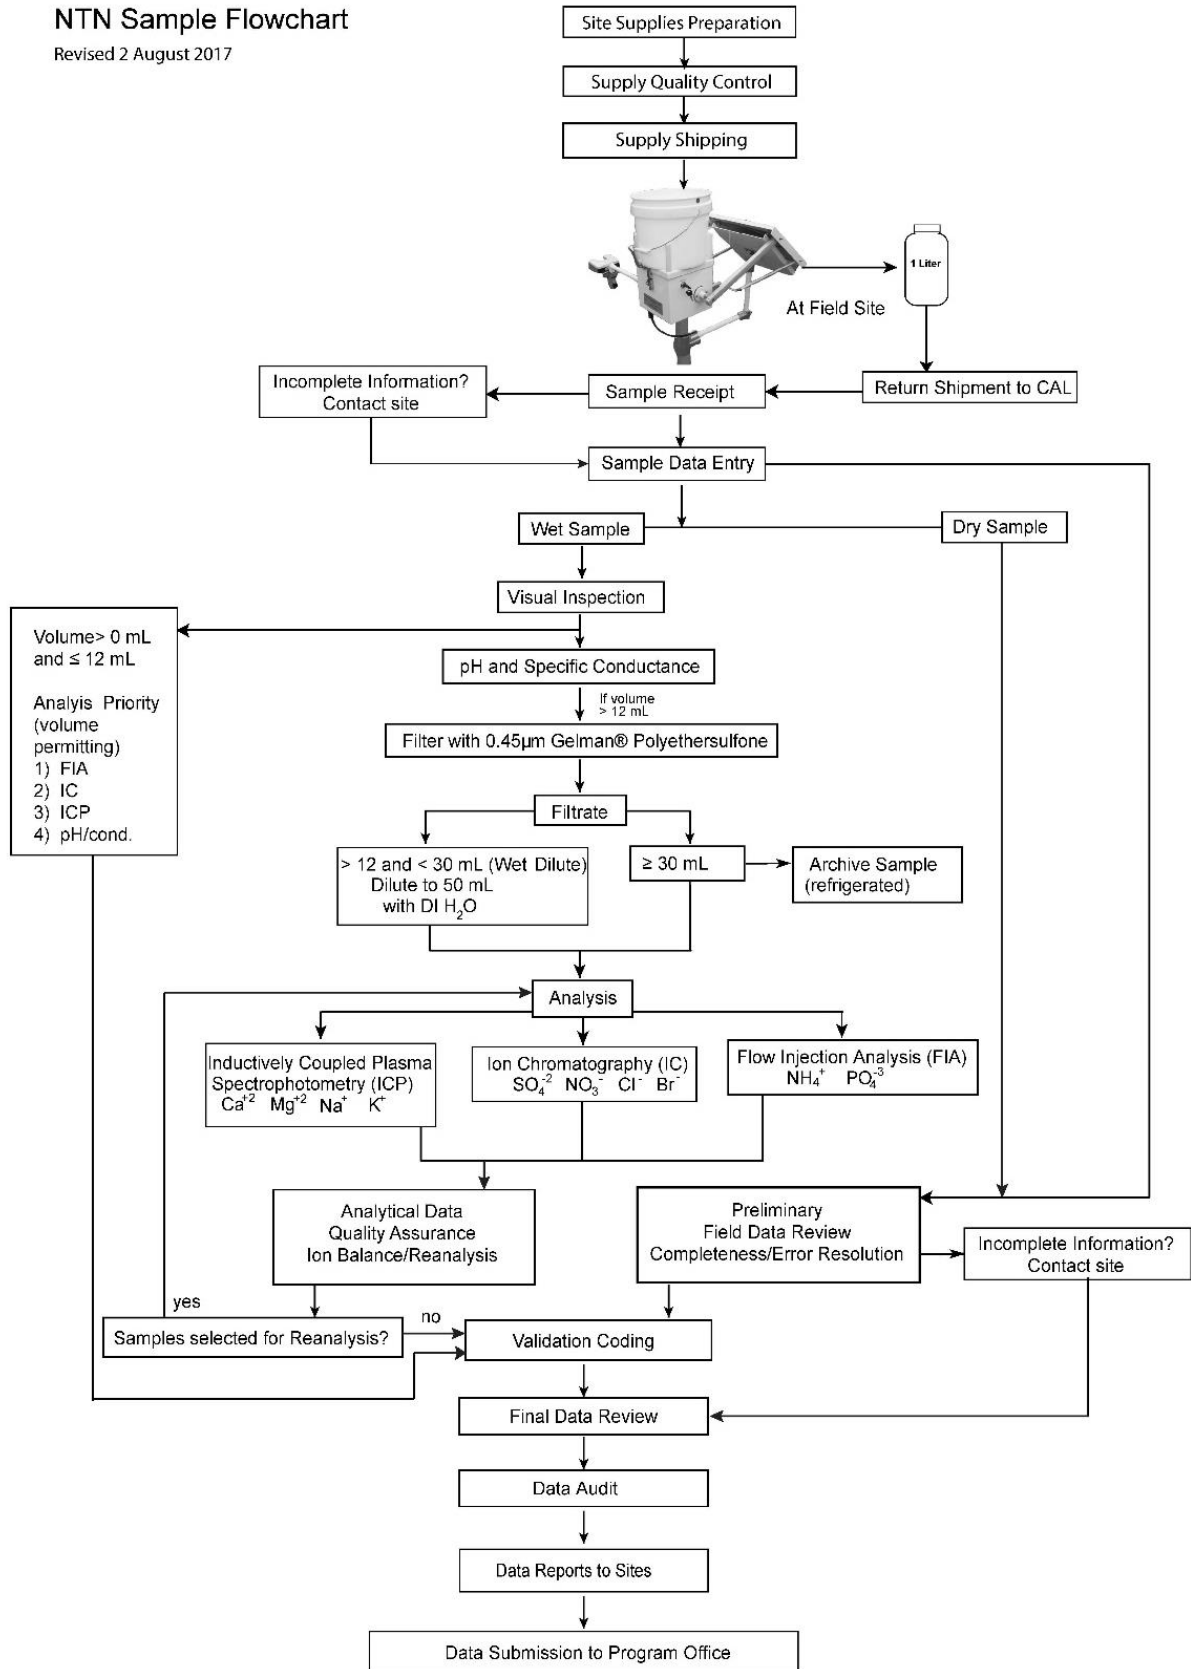 NTN Sample Flowchart
Revised 2 August 2017
Site Supplies Preparation
Supply Quality Control
Supply Shipping
1 Liter
At Field Site
Incomplete Information?
Contact site
Sample Receipt
Return Shipment to CAL
Sample Data Entry
Wet Sample
Dry Sample
Visual Inspection
Volume> 0 mL
and ≤ 12 mL
Analyis Priority
(volume
permitting)
1) FIA
2) IC
3) ICP
4) pH/cond.
pH and Specific Conductance
If volume
> 12 mL
Filter with 0.45µm Gelman® Polyethersulfone
Filtrate
> 12 and < 30 mL (Wet Dilute)
Dilute to 50 mL
with DI H₂O
≥ 30 mL
Archive Sample
(refrigerated)
Analysis
Inductively Coupled Plasma
Spectrophotometry (ICP)
Ca⁺² Mg⁺² Na⁺ K⁺
Ion Chromatography (IC)
SO₄⁻² NO₃⁻ Cl⁻ Br⁻
Flow Injection Analysis (FIA)
NH₄⁺ PO₄⁻³
Analytical Data
Quality Assurance
Ion Balance/Reanalysis
Preliminary
Field Data Review
Completeness/Error Resolution
Incomplete Information?
Contact site
yes
Samples selected for Reanalysis?
no
Validation Coding
Final Data Review
Data Audit
Data Reports to Sites
Data Submission to Program Office